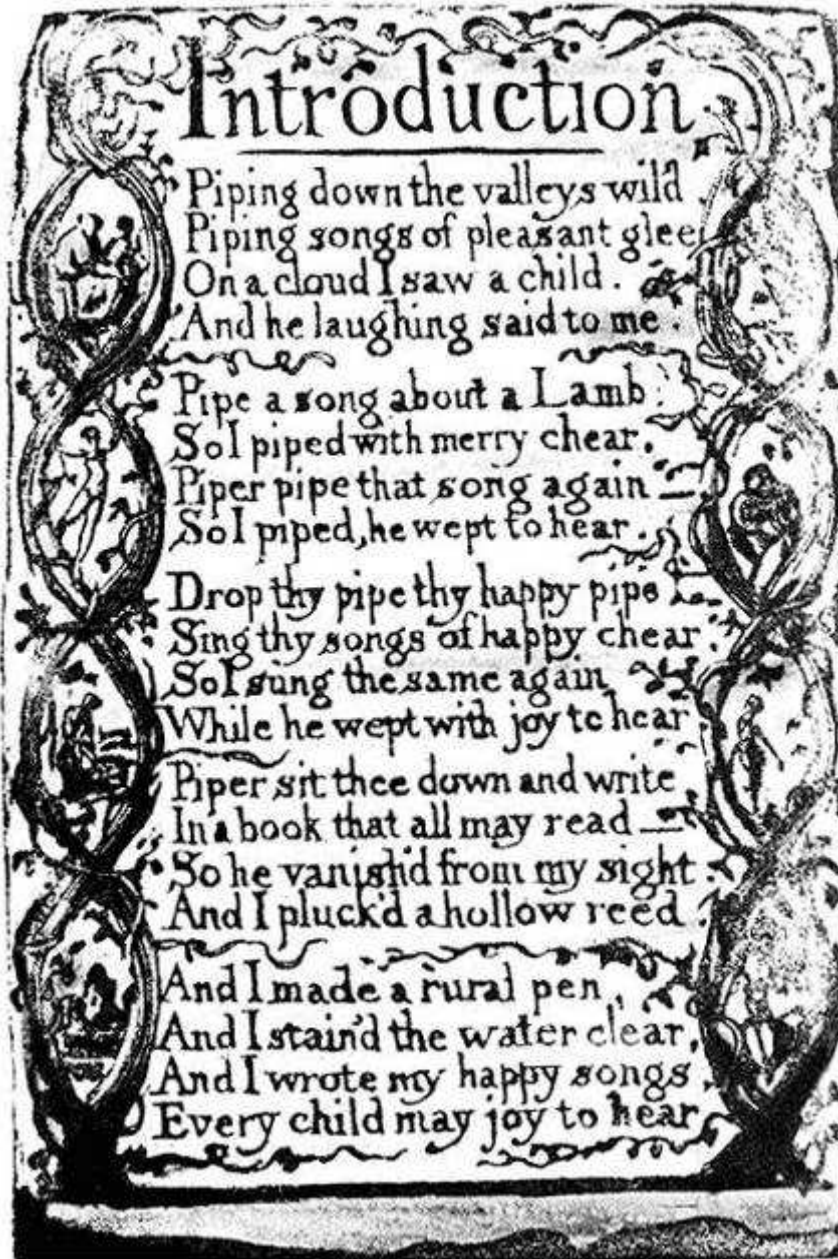 Introduction
Piping down the valleys wild
Piping songs of pleasant glee
On a cloud I saw a child.
And he laughing said to me.
Pipe a song about a Lamb:
So I piped with merry chear,
Piper pipe that song again—
So I piped, he wept to hear.
Drop thy pipe thy happy pipe
Sing thy songs of happy chear
So I sung the same again
While he wept with joy to hear
Piper sit thee down and write
In a book that all may read—
So he vanish'd from my sight.
And I pluck'd a hollow reed.
And I made a rural pen,
And I stain'd the water clear,
And I wrote my happy songs
Every child may joy to hear